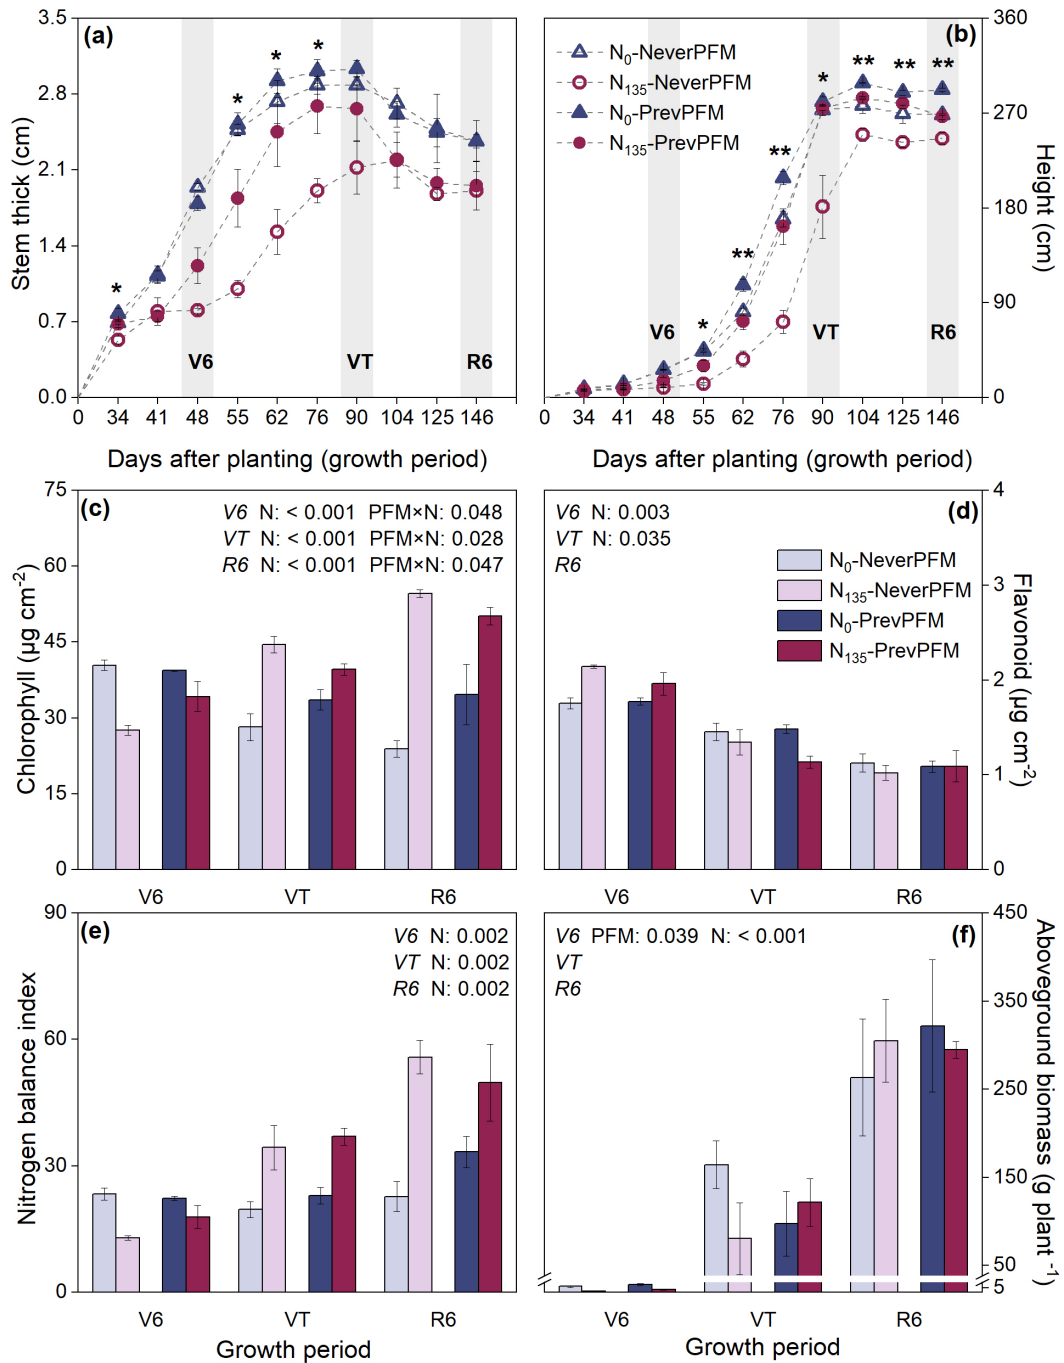 (a)
3.5
2.8
2.1
1.4
0.7
0.0
Stem thick (cm)
* * * *
V6 VT R6
0 34 41 48 55 62 76 90 104 125 146 0
Days after planting (growth period)
(b)
N0-NeverPFM
N135-NeverPFM
N0-PrevPFM
N135-PrevPFM
* ** ** * ** ** **
V6 VT R6
360
270
180
90
0
Height (cm)
0 34 41 48 55 62 76 90 104 125 146
Days after planting (growth period)
(c)
V6 N: < 0.001 PFM×N: 0.048
VT N: < 0.001 PFM×N: 0.028
R6 N: < 0.001 PFM×N: 0.047
75
60
45
30
15
0
Chlorophyll (µg cm-2)
V6 VT R6
(d)
V6 N: 0.003
VT N: 0.035
R6
N0-NeverPFM
N135-NeverPFM
N0-PrevPFM
N135-PrevPFM
4
3
2
1
0
Flavonoid (µg cm-2)
V6 VT R6
(e)
V6 N: 0.002
VT N: 0.002
R6 N: 0.002
90
60
30
0
Nitrogen balance index
V6 VT R6
Growth period
(f)
V6 PFM: 0.039 N: < 0.001
VT
R6
450
350
250
150
50
5
Aboveground biomass (g plant -1)
V6 VT R6
Growth period